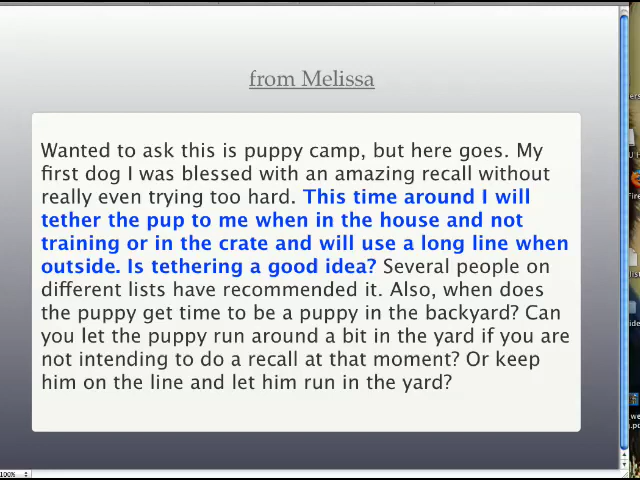 from Melissa
Wanted to ask this is puppy camp, but here goes. My
first dog I was blessed with an amazing recall without
really even trying too hard. This time around I will
tether the pup to me when in the house and not
training or in the crate and will use a long line when
outside. Is tethering a good idea? Several people on
different lists have recommended it. Also, when does
the puppy get time to be a puppy in the backyard? Can
you let the puppy run around a bit in the yard if you are
not intending to do a recall at that moment? Or keep
him on the line and let him run in the yard?
100%